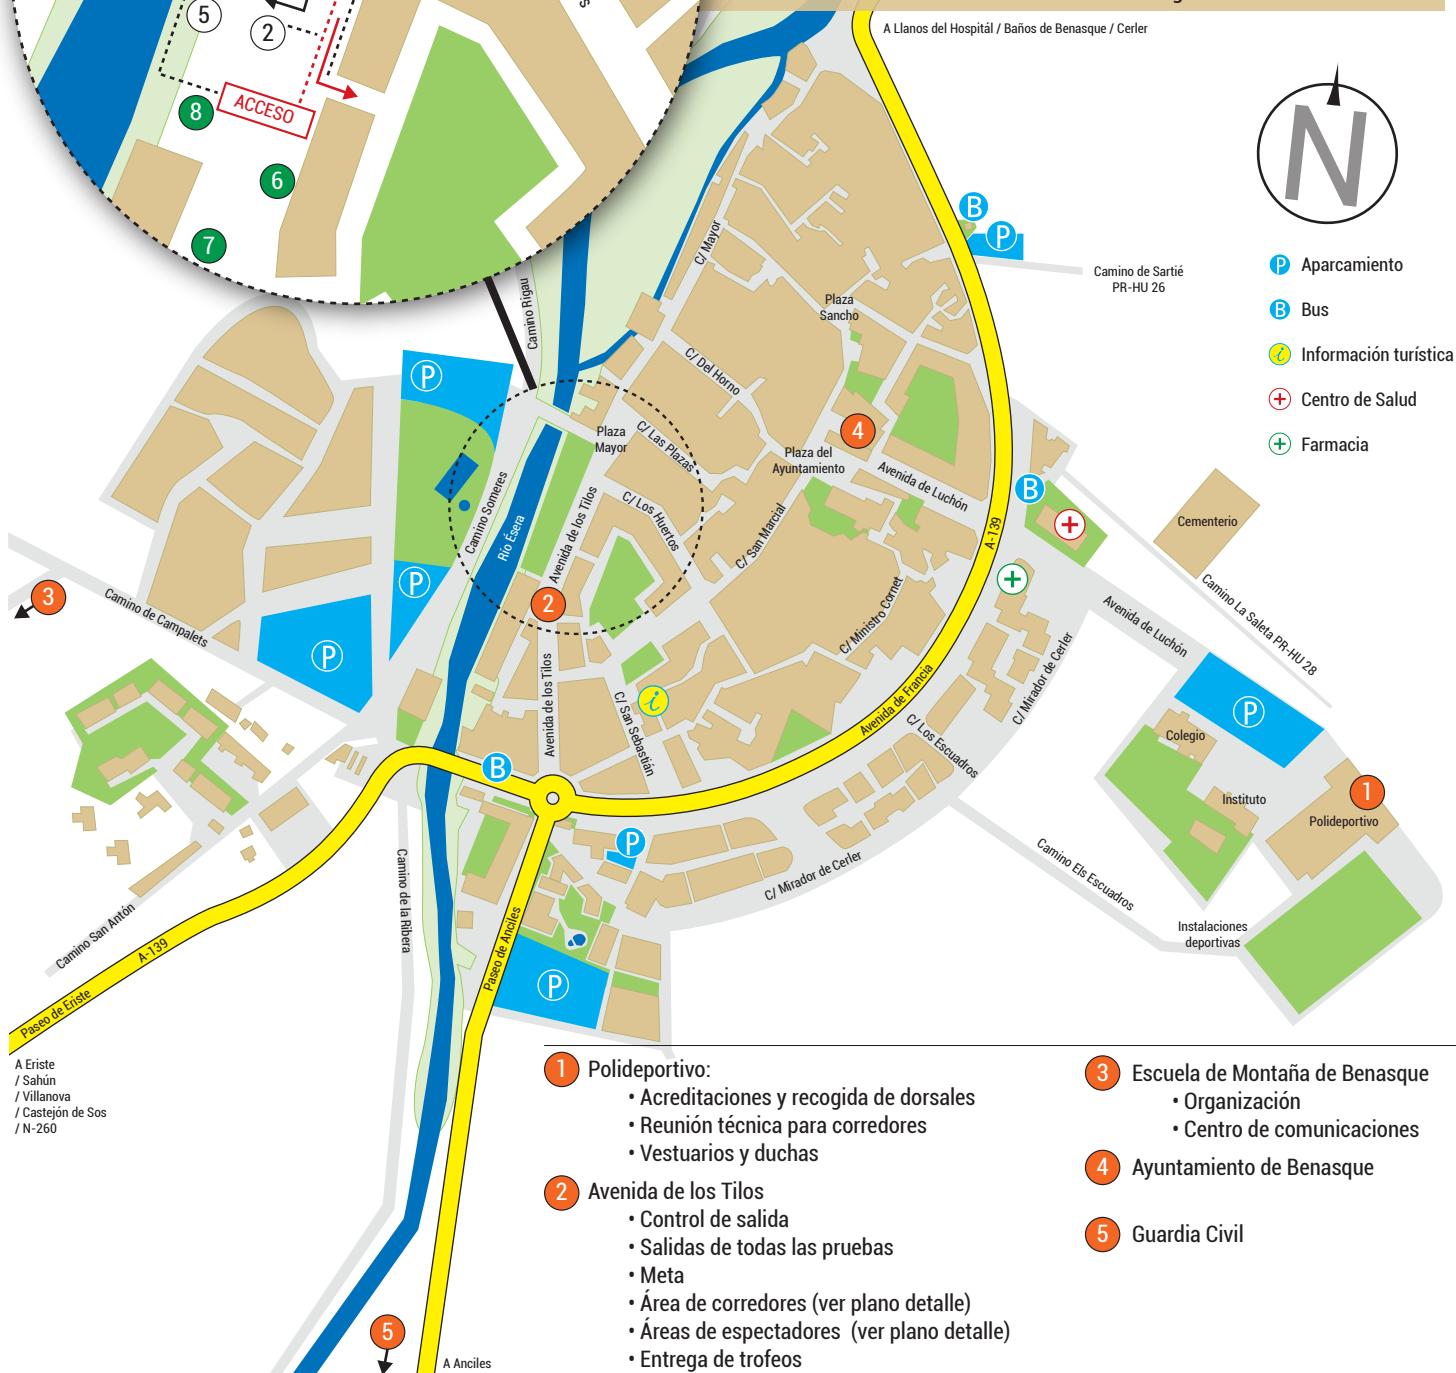 5
2
ACCESO
8
6
7
A Llanos del Hospitál / Baños de Benasque / Cerler
N
B
P
Camino de Sartié
PR-HU 26
P Aparcamiento
B Bus
i Información turística
Centro de Salud
Farmacia
C/ Mayor
Plaza
Sancho
Camino Rigau
C/ Del Horno
P
Plaza
Mayor
C/ Las Plazas
4
Plaza del
Ayuntamiento
Avenida de Luchón
B
A-139
Cementerio
Camino Someres
Río Ésera
Avenida de los Tilos
C/ Los Huertos
C/ San Marcial
P
2
3
Camino de Campalets
P
C/ Ministro Cornet
Camino La Saleta PR-HU 28
Avenida de Luchón
C/ Mirador de Cerler
Avenida de los Tilos
C/ San Sebastián
i
Avenida de Francia
C/ Los Escuadros
P
Colegio
B
Instituto
1
Polideportivo
P
C/ Mirador de Cerler
Camino Els Escuadros
Camino de la Ribera
Camino San Antón
A-139
Paseo de Anciles
Instalaciones
deportivas
P
Paseo de Eriste
A Eriste
/ Sahún
/ Villanova
/ Castejón de Sos
/ N-260
5
A Anciles
1 Polideportivo:
• Acreditaciones y recogida de dorsales
• Reunión técnica para corredores
• Vestuarios y duchas
2 Avenida de los Tilos
• Control de salida
• Salidas de todas las pruebas
• Meta
• Área de corredores (ver plano detalle)
• Áreas de espectadores (ver plano detalle)
• Entrega de trofeos
3 Escuela de Montaña de Benasque
• Organización
• Centro de comunicaciones
4 Ayuntamiento de Benasque
5 Guardia Civil